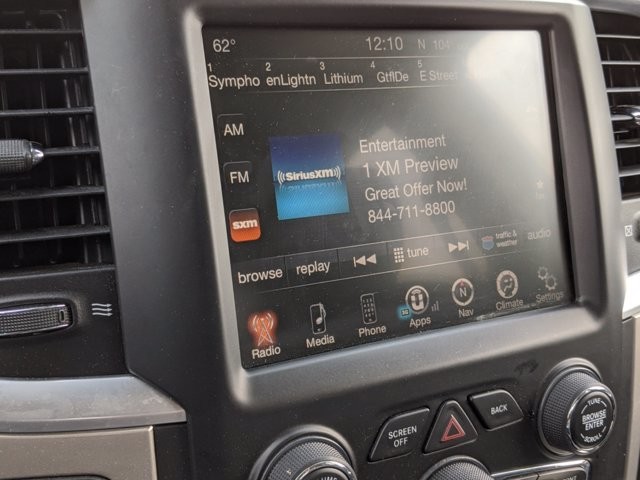 62° 12:10 N 104
1 2 3 4 5
Sympho enLightn Lithium GtflDe E Street
AM
Entertainment
1 XM Preview
Great Offer Now!
844-711-8800
((SiriusXM))
FM
sxm
browse replay tune traffic & weather audio
Radio Media Phone Apps Nav Climate Settings
SCREEN OFF
BACK
TUNE
BROWSE
ENTER
SCROLL